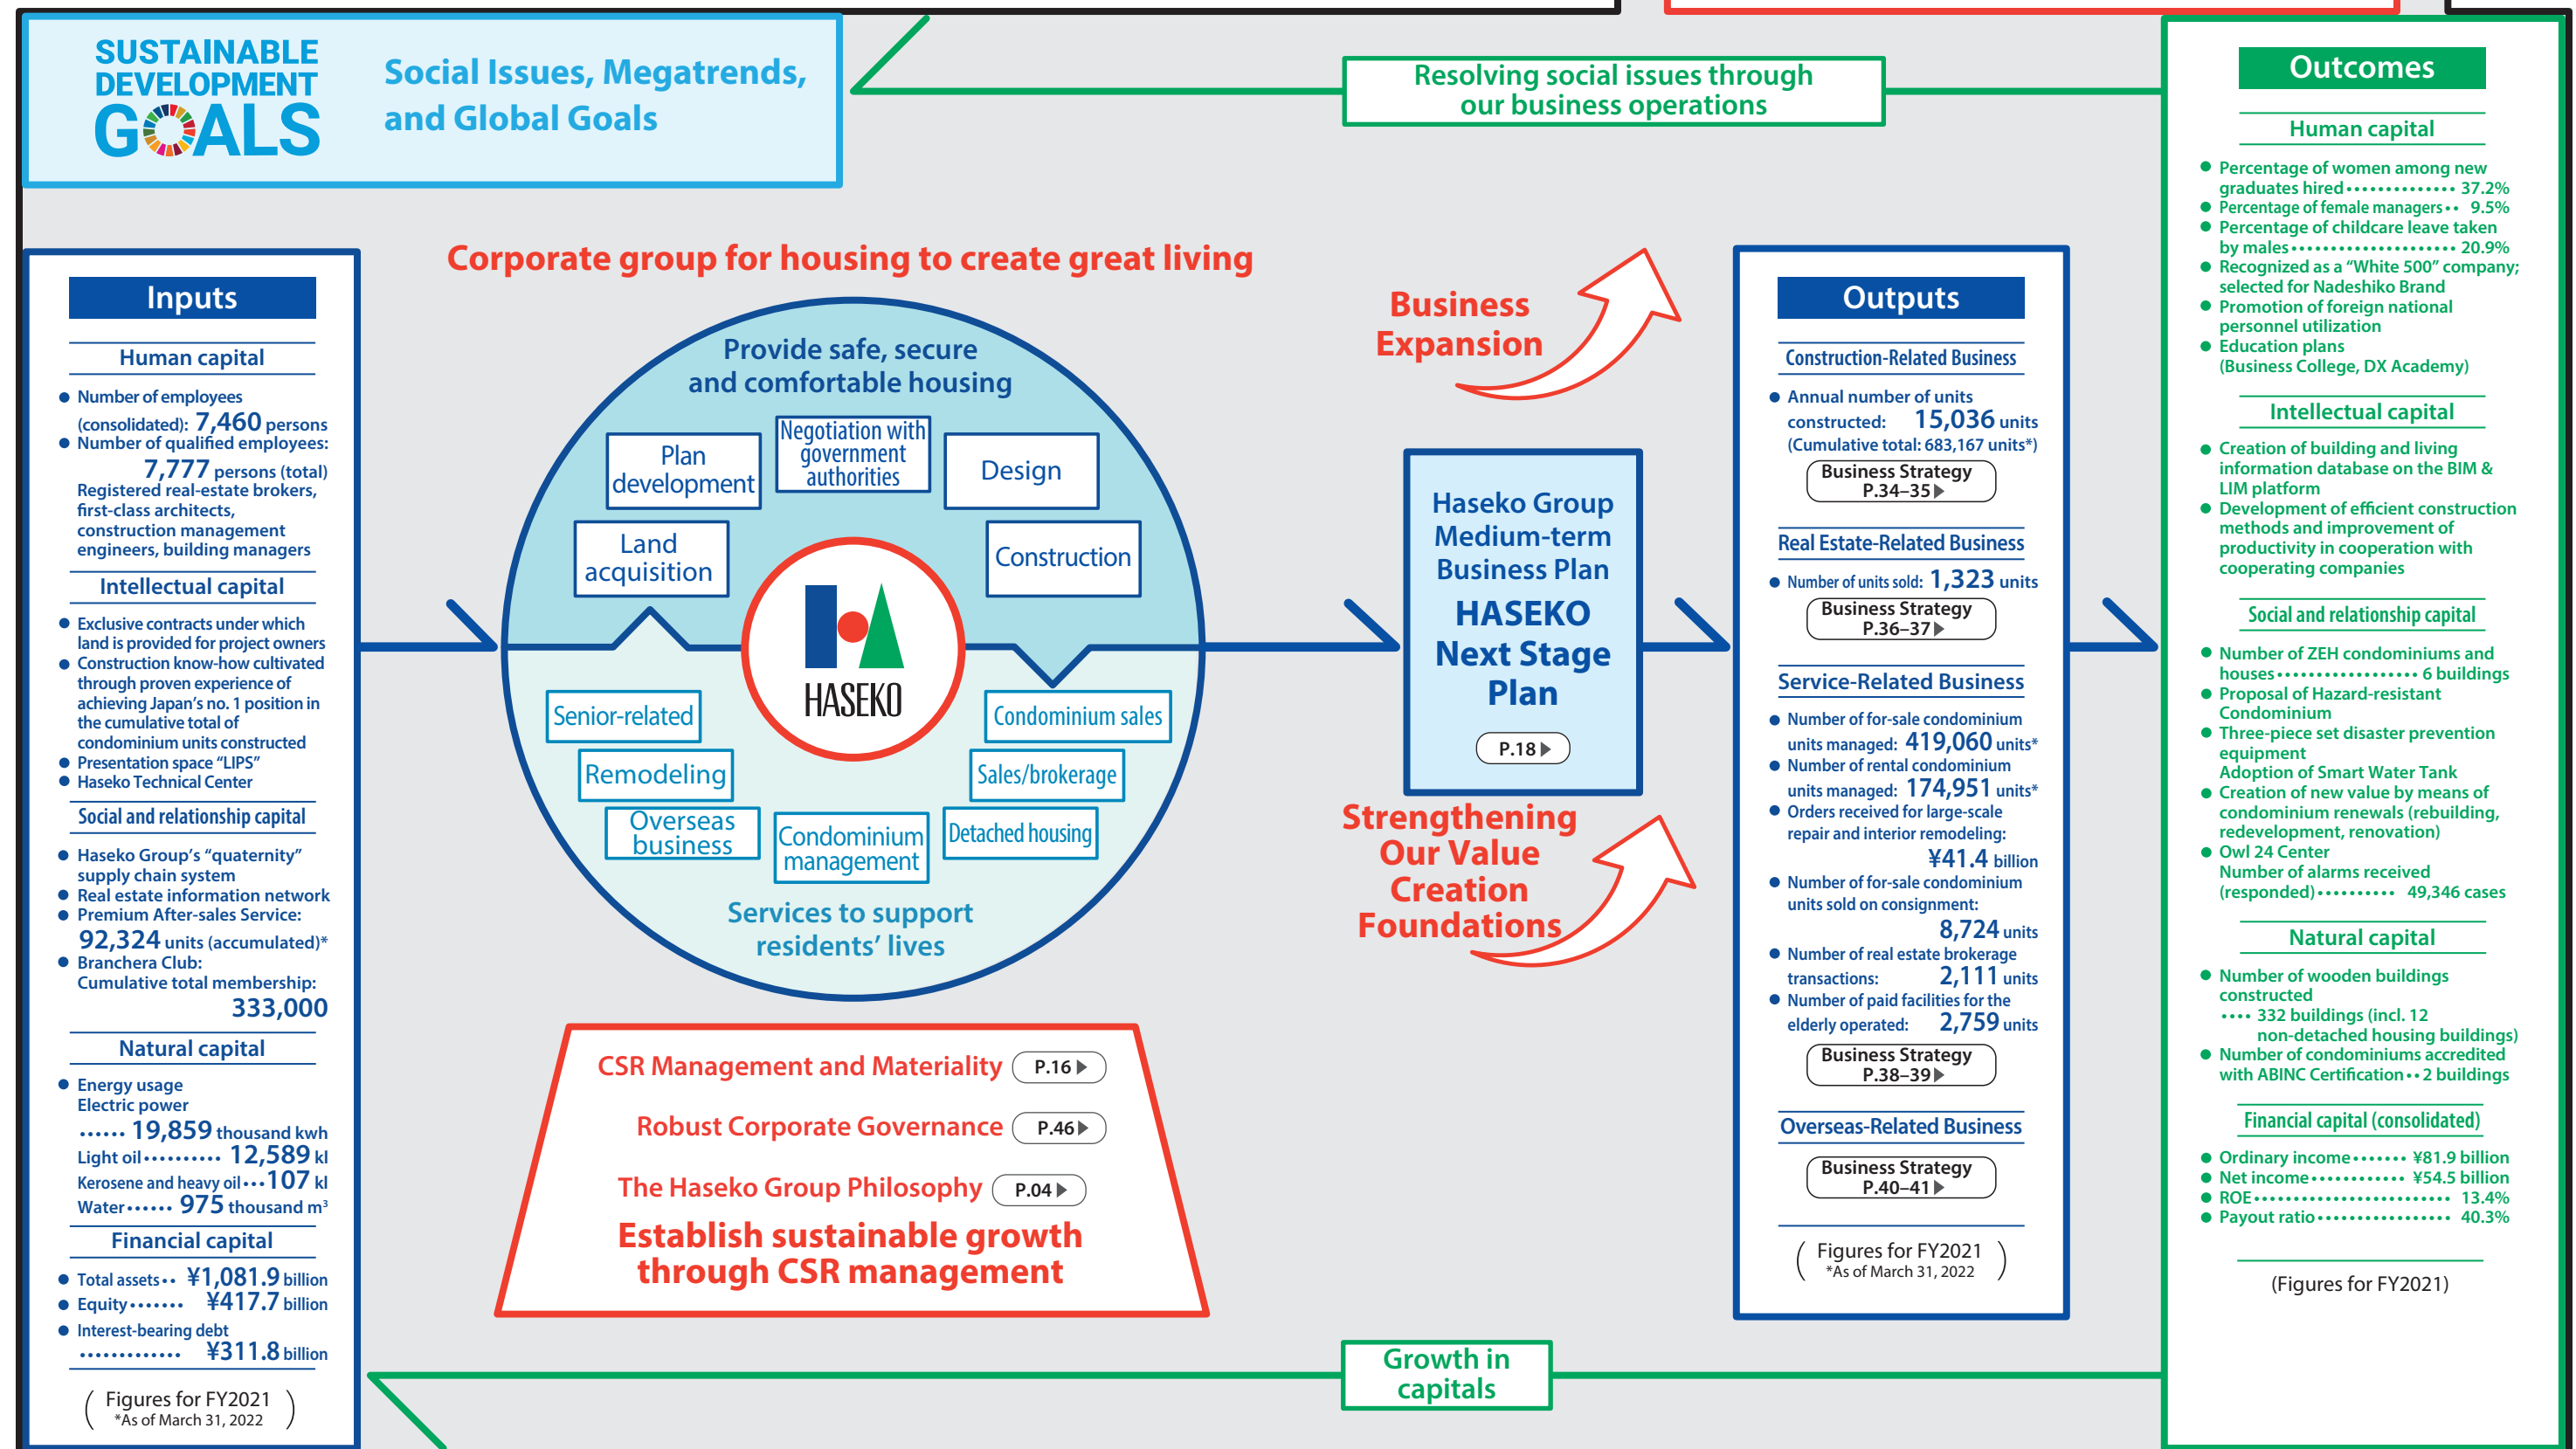 SUSTAINABLE
DEVELOPMENT
GOALS
Social Issues, Megatrends,
and Global Goals
Resolving social issues through
our business operations
Inputs
Human capital
● Number of employees
(consolidated): 7,460 persons
● Number of qualified employees:
7,777 persons (total)
Registered real-estate brokers,
first-class architects,
construction management
engineers, building managers
Intellectual capital
● Exclusive contracts under which
land is provided for project owners
● Construction know-how cultivated
through proven experience of
achieving Japan's no. 1 position in
the cumulative total of
condominium units constructed
● Presentation space “LIPS”
● Haseko Technical Center
Social and relationship capital
● Haseko Group's “quaternity”
supply chain system
● Real estate information network
● Premium After-sales Service:
92,324 units (accumulated)*
● Branchera Club:
Cumulative total membership:
333,000
Natural capital
● Energy usage
Electric power
······ 19,859 thousand kwh
Light oil·········· 12,589 kl
Kerosene and heavy oil···107 kl
Water······ 975 thousand m³
Financial capital
● Total assets·· ¥1,081.9 billion
● Equity······· ¥417.7 billion
● Interest-bearing debt
············· ¥311.8 billion
(Figures for FY2021
*As of March 31, 2022)
Corporate group for housing to create great living
Provide safe, secure
and comfortable housing
Land
acquisition
Plan
development
Negotiation with
government
authorities
Design
Construction
HASEKO
Senior-related
Remodeling
Overseas
business
Condominium
management
Detached housing
Sales/brokerage
Condominium sales
Services to support
residents' lives
CSR Management and Materiality P.16▶
Robust Corporate Governance P.46▶
The Haseko Group Philosophy P.04▶
Establish sustainable growth
through CSR management
Business
Expansion
Haseko Group
Medium-term
Business Plan
HASEKO
Next Stage
Plan
P.18▶
Strengthening
Our Value
Creation
Foundations
Outputs
Construction-Related Business
● Annual number of units
constructed: 15,036 units
(Cumulative total: 683,167 units*)
Business Strategy
P.34–35▶
Real Estate-Related Business
● Number of units sold: 1,323 units
Business Strategy
P.36–37▶
Service-Related Business
● Number of for-sale condominium
units managed: 419,060 units*
● Number of rental condominium
units managed: 174,951 units*
● Orders received for large-scale
repair and interior remodeling:
¥41.4 billion
● Number of for-sale condominium
units sold on consignment:
8,724 units
● Number of real estate brokerage
transactions: 2,111 units
● Number of paid facilities for the
elderly operated: 2,759 units
Business Strategy
P.38–39▶
Overseas-Related Business
Business Strategy
P.40–41▶
(Figures for FY2021
*As of March 31, 2022)
Outcomes
Human capital
● Percentage of women among new
graduates hired·············· 37.2%
● Percentage of female managers·· 9.5%
● Percentage of childcare leave taken
by males····················· 20.9%
● Recognized as a “White 500” company;
selected for Nadeshiko Brand
● Promotion of foreign national
personnel utilization
● Education plans
(Business College, DX Academy)
Intellectual capital
● Creation of building and living
information database on the BIM &
LIM platform
● Development of efficient construction
methods and improvement of
productivity in cooperation with
cooperating companies
Social and relationship capital
● Number of ZEH condominiums and
houses·················· 6 buildings
● Proposal of Hazard-resistant
Condominium
● Three-piece set disaster prevention
equipment
Adoption of Smart Water Tank
● Creation of new value by means of
condominium renewals (rebuilding,
redevelopment, renovation)
● Owl 24 Center
Number of alarms received
(responded)·········· 49,346 cases
Natural capital
● Number of wooden buildings
constructed
···· 332 buildings (incl. 12
non-detached housing buildings)
● Number of condominiums accredited
with ABINC Certification·· 2 buildings
Financial capital (consolidated)
● Ordinary income······· ¥81.9 billion
● Net income············ ¥54.5 billion
● ROE························· 13.4%
● Payout ratio················· 40.3%
(Figures for FY2021)
Growth in
capitals